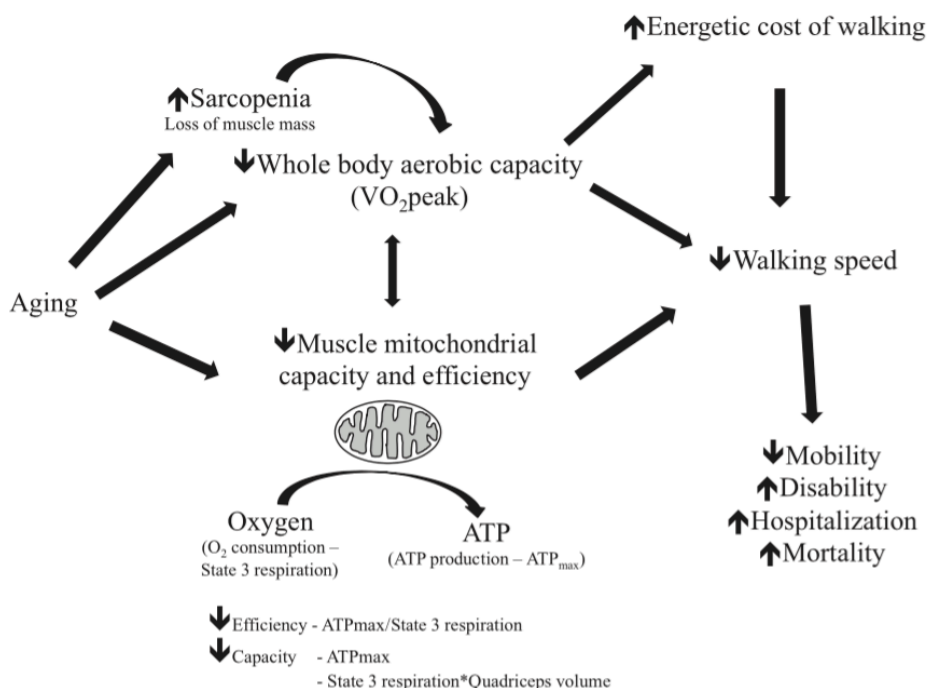 ↑Energetic cost of walking
↑Sarcopenia
Loss of muscle mass
↓Whole body aerobic capacity
(VO₂peak)
↓Walking speed
Aging
↓Muscle mitochondrial
capacity and efficiency
↓Mobility
↑Disability
↑Hospitalization
↑Mortality
Oxygen
(O₂ consumption –
State 3 respiration)
ATP
(ATP production – ATPmax)
↓Efficiency - ATPmax/State 3 respiration
↓Capacity - ATPmax
- State 3 respiration*Quadriceps volume